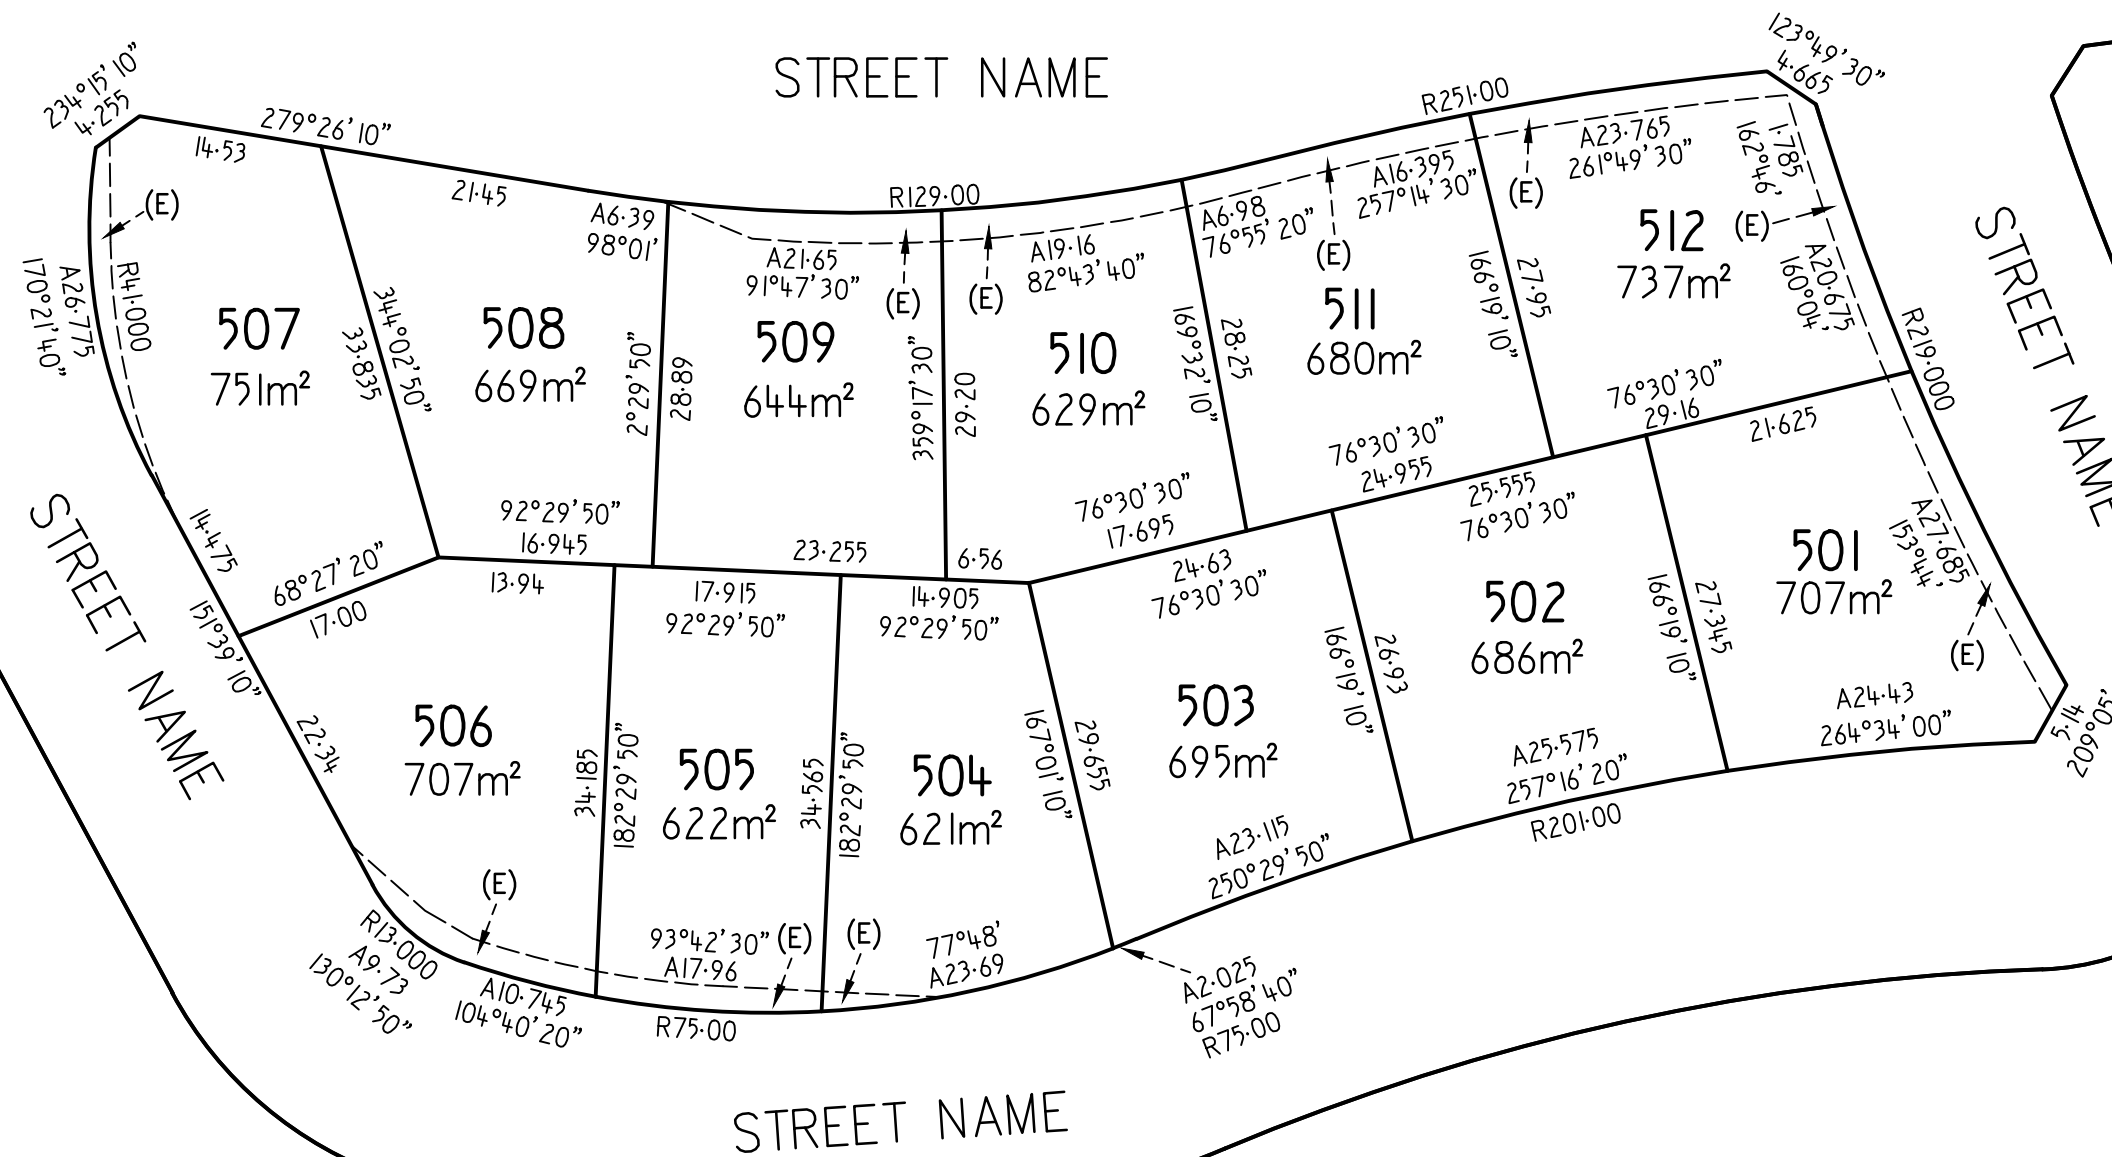 STREET NAME
234°15'10"
4·255
279°26'10"
14·53
21·45
A6·39
98°01'
R129·00
R251·00
123°49'30"
4·665
(E)
R41·000
A26·775
170°21'40"
507
751m²
344°02'50"
33·835
508
669m²
2°29'50"
28·89
A21·65
91°47'30"
(E)
509
644m²
359°17'30"
29·20
(E)
A19·16
82°43'40"
510
629m²
169°32'10"
28·25
A6·98
76°55'20"
(E)
A16·395
257°14'30"
511
680m²
166°19'10"
27·95
(E)
A23·765
261°49'30"
512
737m²
1·785
162°46'
(E)
A20·675
160°04'
R219·000
STREET NAME
92°29'50"
16·945
23·255
6·56
76°30'30"
17·695
76°30'30"
24·955
76°30'30"
29·16
14·475
68°27'20"
17·00
151°39'10"
22·34
STREET NAME
13·94
17·915
92°29'50"
14·905
92°29'50"
24·63
76°30'30"
25·555
76°30'30"
21·625
506
707m²
34·185
182°29'50"
505
622m²
34·565
182°29'50"
504
621m²
167°01'10"
29·655
503
695m²
166°19'10"
26·93
502
686m²
166°19'10"
27·345
501
707m²
A27·685
153°44'
(E)
5·14
209°05'
A24·43
264°34'00"
A25·575
257°16'20"
R201·00
A23·115
250°29'50"
(E)
R13·000
A9·73
130°12'50"
A10·745
104°40'20"
93°42'30"
A17·96
(E)
(E)
77°48'
A23·69
R75·00
A2·025
67°58'40"
R75·00
STREET NAME